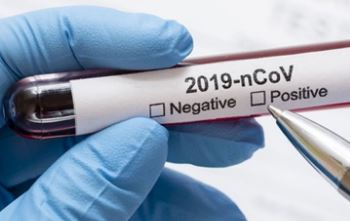 2019-nCoV
☐ Negative ☐ Positive